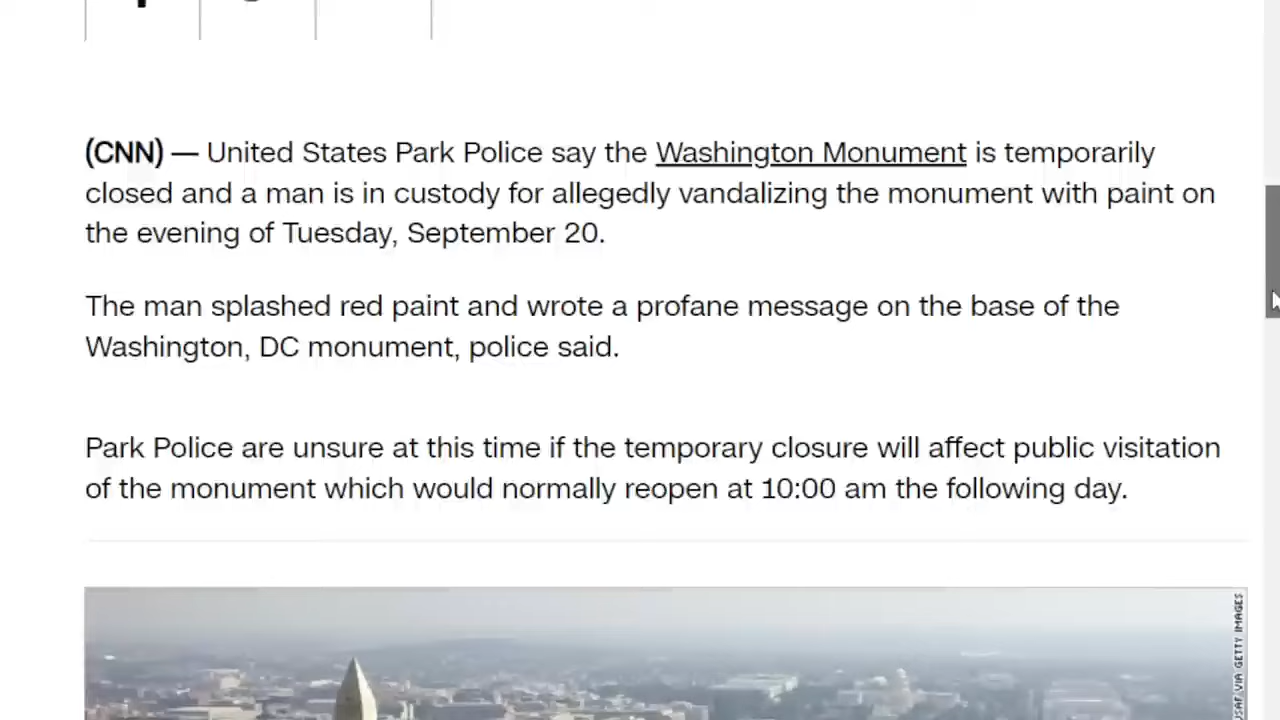 (CNN) — United States Park Police say the Washington Monument is temporarily
closed and a man is in custody for allegedly vandalizing the monument with paint on
the evening of Tuesday, September 20.
The man splashed red paint and wrote a profane message on the base of the
Washington, DC monument, police said.
Park Police are unsure at this time if the temporary closure will affect public visitation
of the monument which would normally reopen at 10:00 am the following day.
VIA GETTY IMAGES